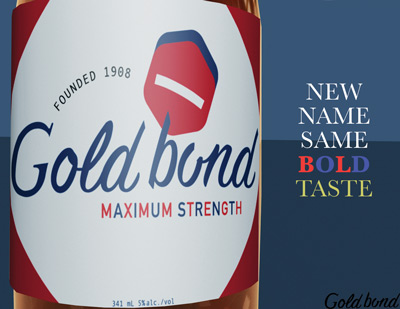 FOUNDED 1908
Gold bond
MAXIMUM STRENGTH
341 mL 5%alc./vol
NEW
NAME
SAME
BOLD
TASTE
Gold bond